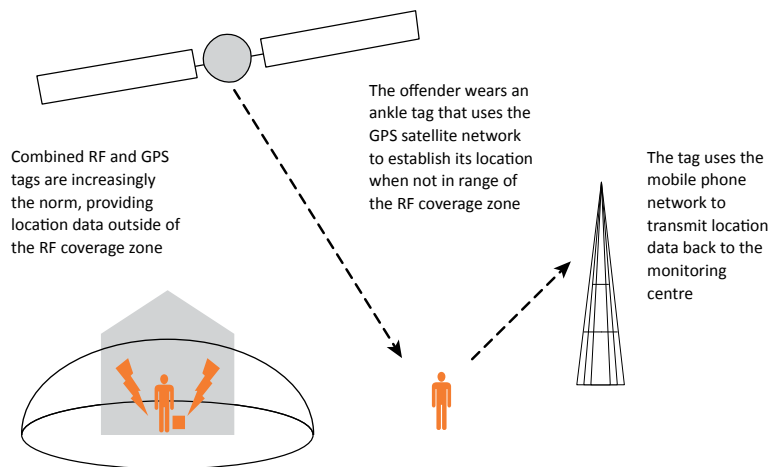 Combined RF and GPS
tags are increasingly
the norm, providing
location data outside of
the RF coverage zone
The offender wears an
ankle tag that uses the
GPS satellite network
to establish its location
when not in range of
the RF coverage zone
The tag uses the
mobile phone
network to
transmit location
data back to the
monitoring
centre